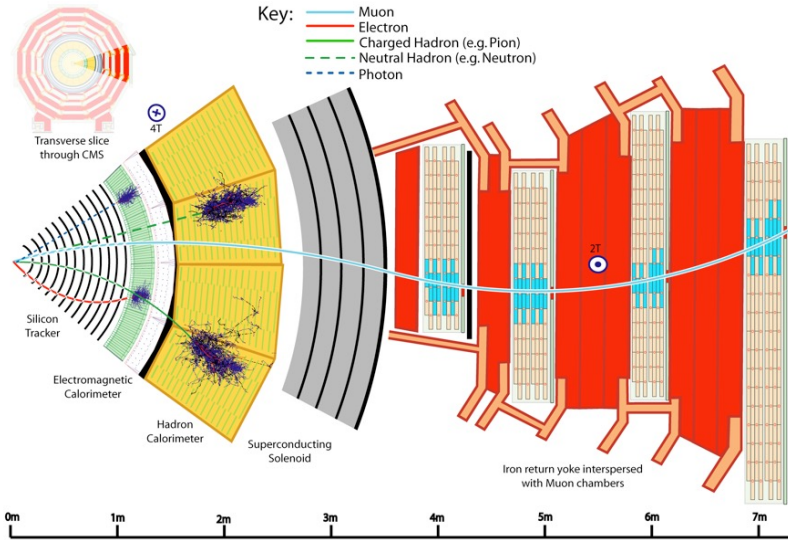 Key:
Muon
Electron
Charged Hadron (e.g. Pion)
Neutral Hadron (e.g. Neutron)
Photon
Transverse slice
through CMS
4T
2T
Silicon
Tracker
Electromagnetic
Calorimeter
Hadron
Calorimeter
Superconducting
Solenoid
Iron return yoke interspersed
with Muon chambers
0m 1m 2m 3m 4m 5m 6m 7m